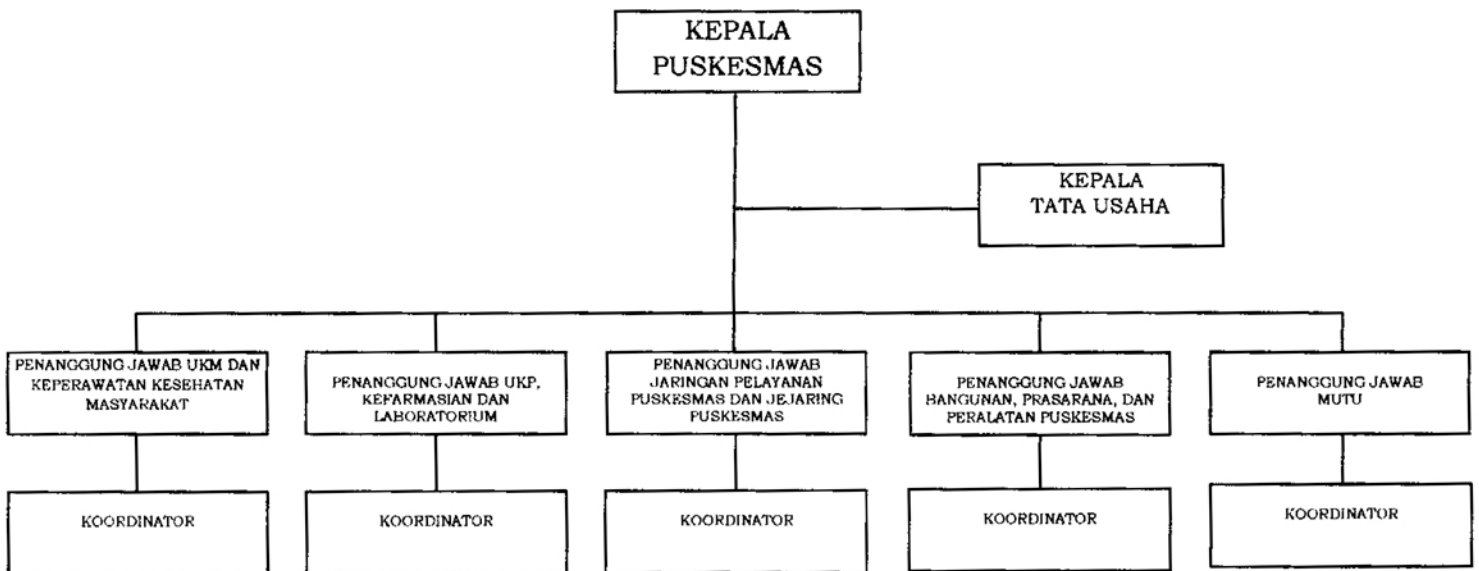 KEPALA
PUSKESMAS
KEPALA
TATA USAHA
PENANGGUNG JAWAB UKM DAN
KEPERAWATAN KESEHATAN
MASYARAKAT
PENANGGUNG JAWAB UKP,
KEFARMASIAN DAN
LABORATORIUM
PENANGGUNG JAWAB
JARINGAN PELAYANAN
PUSKESMAS DAN JEJARING
PUSKESMAS
PENANGGUNG JAWAB
BANGUNAN, PRASARANA, DAN
PERALATAN PUSKESMAS
PENANGGUNG JAWAB
MUTU
KOORDINATOR
KOORDINATOR
KOORDINATOR
KOORDINATOR
KOORDINATOR